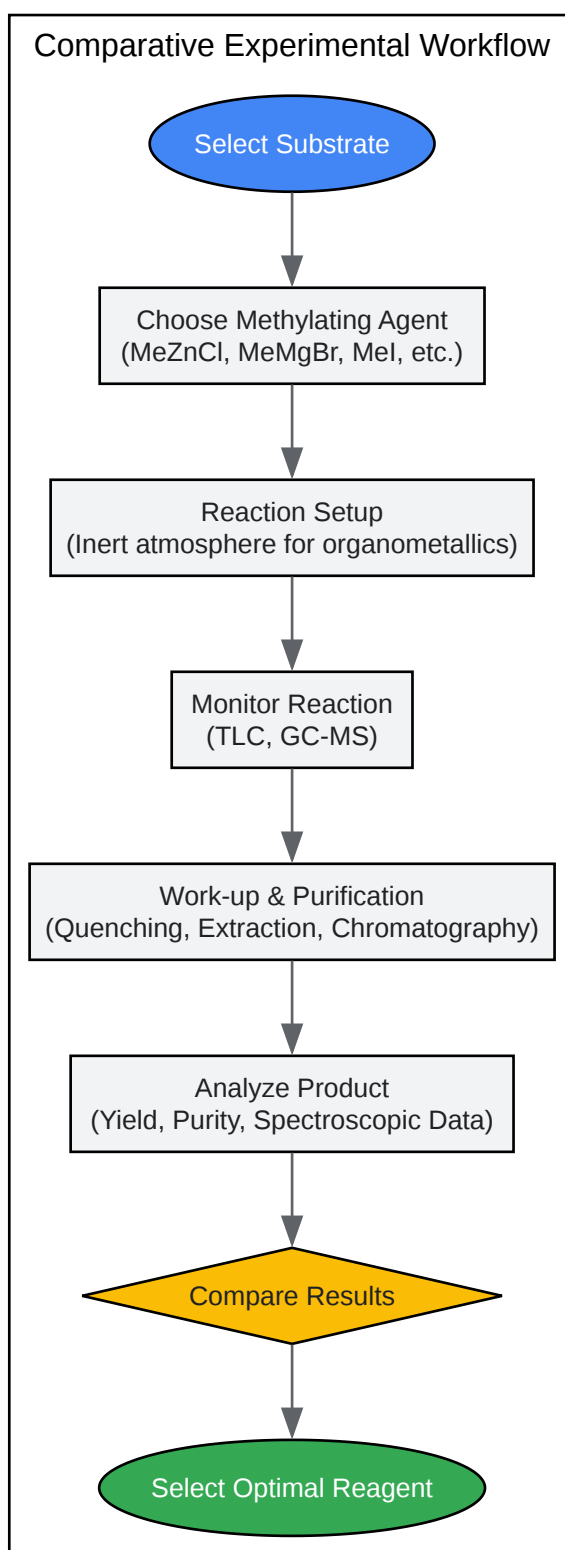 Comparative Experimental Workflow
Select Substrate
Choose Methylating Agent
(MeZnCl, MeMgBr, MeI, etc.)
Reaction Setup
(Inert atmosphere for organometallics)
Monitor Reaction
(TLC, GC-MS)
Work-up & Purification
(Quenching, Extraction, Chromatography)
Analyze Product
(Yield, Purity, Spectroscopic Data)
Compare Results
Select Optimal Reagent